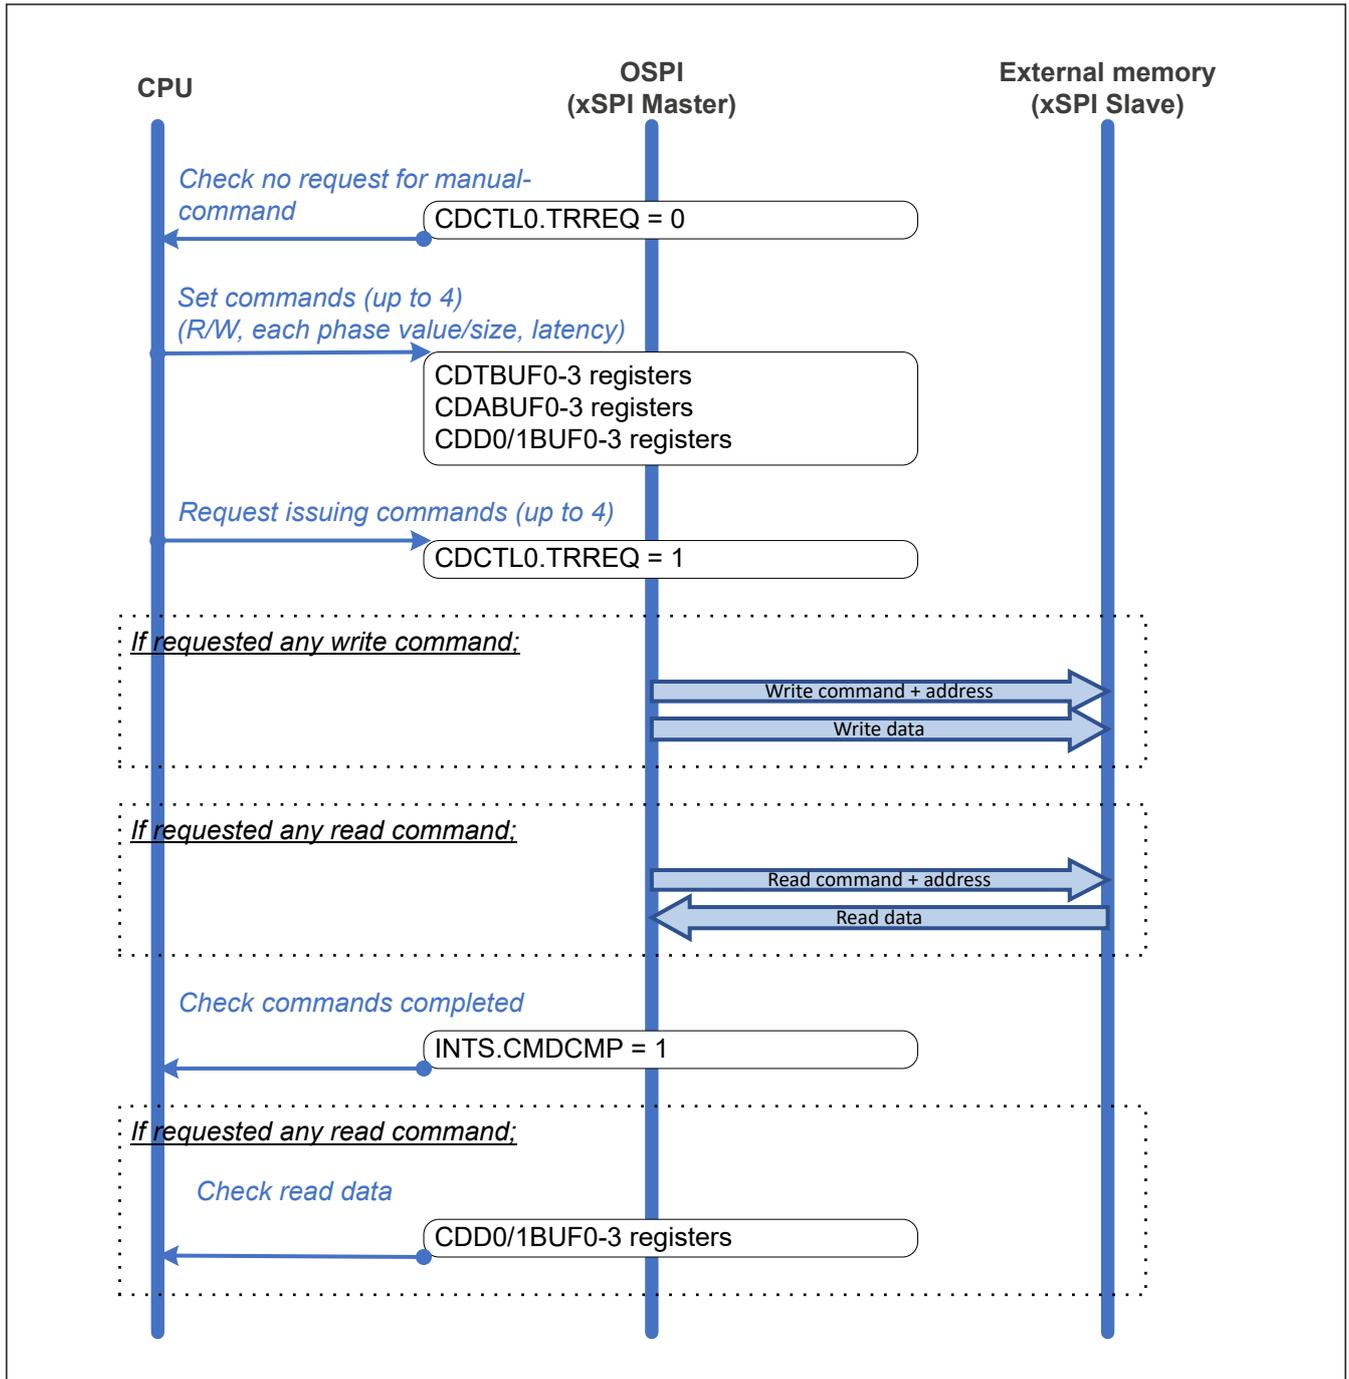 CPU
OSPI
(xSPI Master)
External memory
(xSPI Slave)
Check no request for manual-
command
CDCTL0.TRREQ = 0
Set commands (up to 4)
(R/W, each phase value/size, latency)
CDTBUF0-3 registers
CDABUF0-3 registers
CDD0/1BUF0-3 registers
Request issuing commands (up to 4)
CDCTL0.TRREQ = 1
If requested any write command;
Write command + address
Write data
If requested any read command;
Read command + address
Read data
Check commands completed
INTS.CMDCMP = 1
If requested any read command;
Check read data
CDD0/1BUF0-3 registers